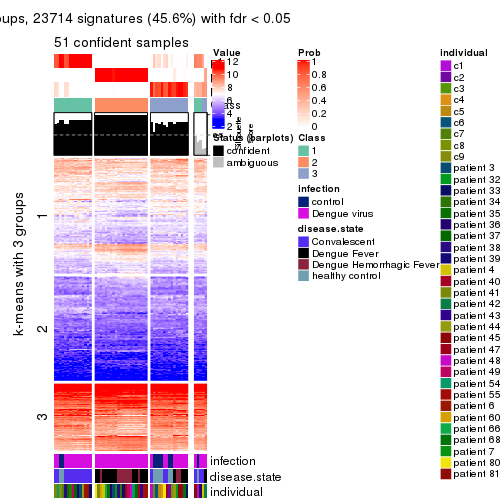 oups, 23714 signatures (45.6%) with fdr < 0.05
51 confident samples
Value
12
10
8
6
4
2
Prob
1
0.8
0.6
0.4
0.2
0
Silhouette
score
Status (barplots)
confident
ambiguous
Class
1
2
3
infection
control
Dengue virus
disease.state
Convalescent
Dengue Fever
Dengue Hemorrhagic Fever
healthy control
k-means with 3 groups
1
2
3
infection
disease.state
individual
individual
c1
c2
c3
c4
c5
c6
c7
c8
c9
patient 3
patient 32
patient 33
patient 34
patient 35
patient 36
patient 37
patient 38
patient 39
patient 4
patient 40
patient 41
patient 42
patient 43
patient 44
patient 45
patient 47
patient 48
patient 49
patient 54
patient 55
patient 6
patient 60
patient 66
patient 68
patient 7
patient 80
patient 81